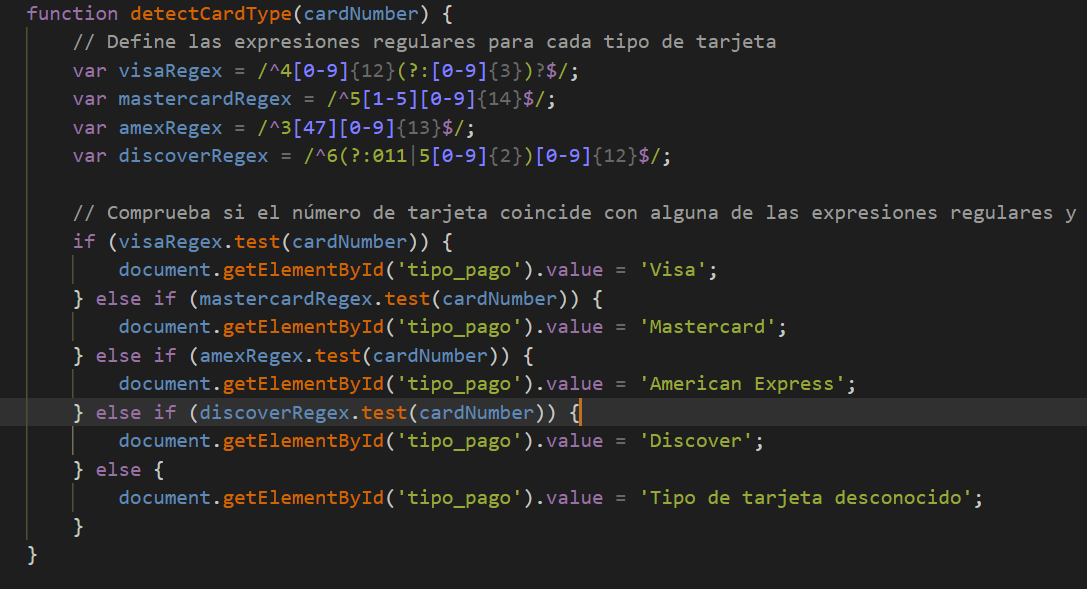 function detectCardType(cardNumber) {
// Define las expresiones regulares para cada tipo de tarjeta
var visaRegex = /^4[0-9]{12}(?:[0-9]{3})?$/;
var mastercardRegex = /^5[1-5][0-9]{14}$/;
var amexRegex = /^3[47][0-9]{13}$/;
var discoverRegex = /^6(?:011|5[0-9]{2})[0-9]{12}$/;
// Comprueba si el número de tarjeta coincide con alguna de las expresiones regulares y
if (visaRegex.test(cardNumber)) {
document.getElementById('tipo_pago').value = 'Visa';
} else if (mastercardRegex.test(cardNumber)) {
document.getElementById('tipo_pago').value = 'Mastercard';
} else if (amexRegex.test(cardNumber)) {
document.getElementById('tipo_pago').value = 'American Express';
} else if (discoverRegex.test(cardNumber)) {
document.getElementById('tipo_pago').value = 'Discover';
} else {
document.getElementById('tipo_pago').value = 'Tipo de tarjeta desconocido';
}
}